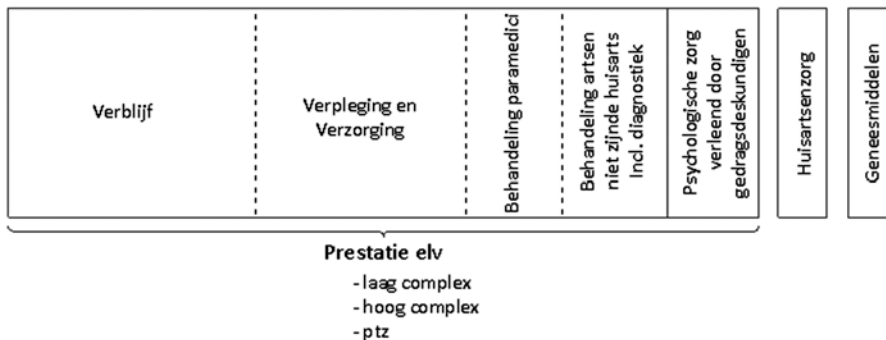 Verblijf
Verpleging en
Verzorging
Behandeling paramedici
Behandeling artsen
niet zijnde huisarts
Incl. diagnostiek
Psychologische zorg
verleend door
gedragsdeskundigen
Huisartsenzorg
Geneesmiddelen
Prestatie elv
- laag complex
- hoog complex
- ptz